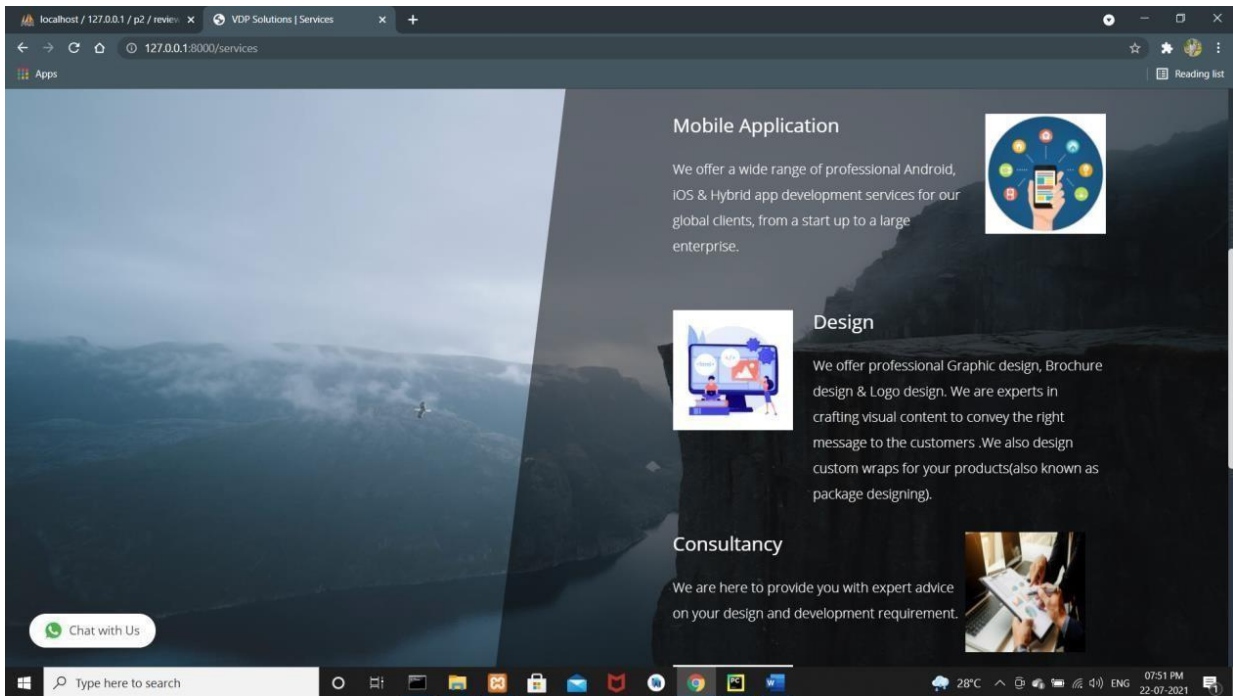 localhost / 127.0.0.1 / p2 / review
VDP Solutions | Services
127.0.0.1:8000/services
Apps
Reading list
Mobile Application
We offer a wide range of professional Android,
iOS & Hybrid app development services for our
global clients, from a start up to a large
enterprise.
Design
We offer professional Graphic design, Brochure
design & Logo design. We are experts in
crafting visual content to convey the right
message to the customers .We also design
custom wraps for your products(also known as
package designing).
Consultancy
We are here to provide you with expert advice
on your design and development requirement.
Chat with Us
Type here to search
28°C
ENG
07:51 PM
22-07-2021